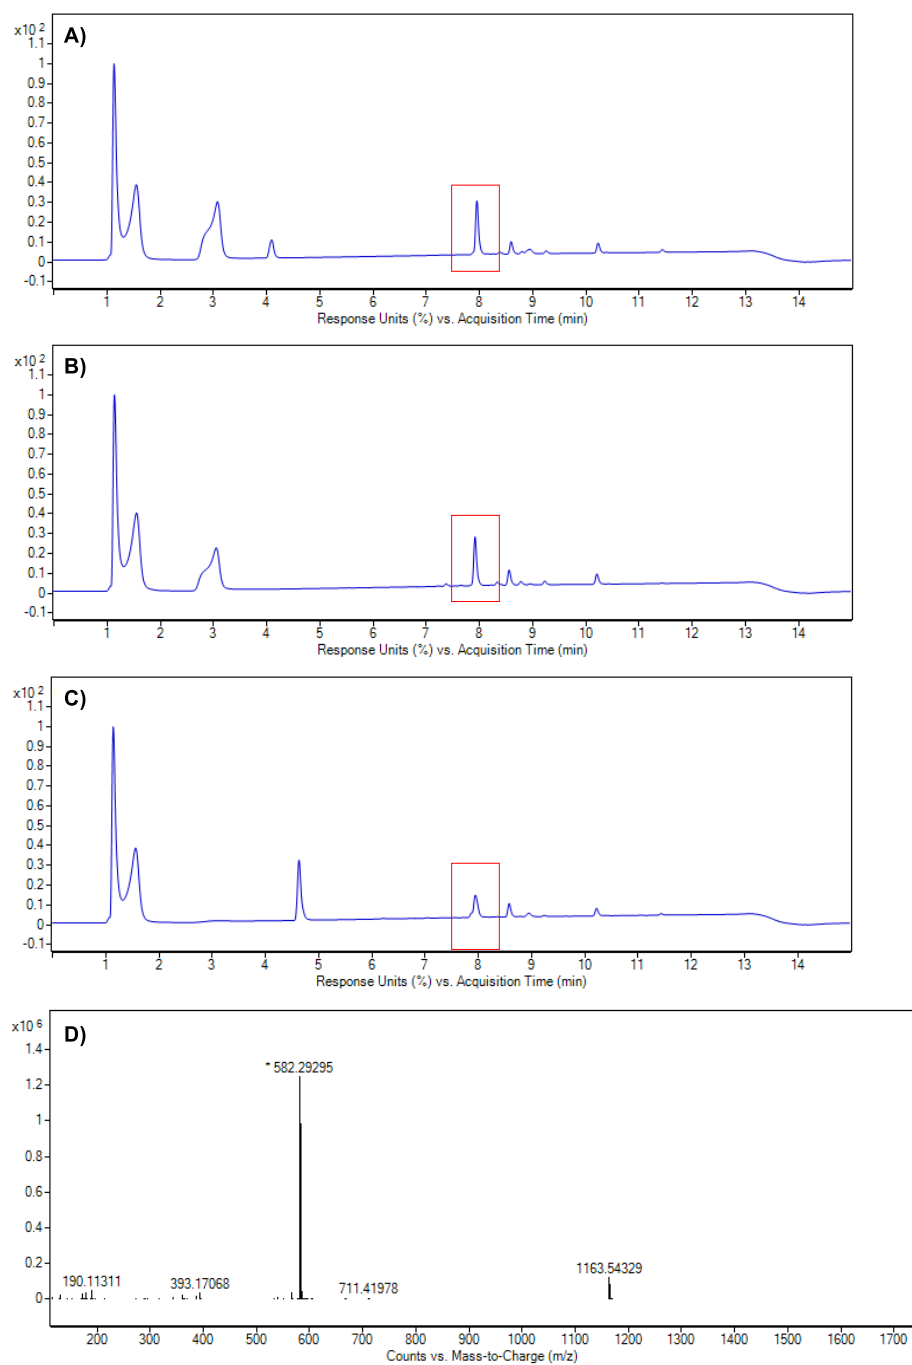 x10 2
A)
1.1
1
0.9
0.8
0.7
0.6
0.5
0.4
0.3
0.2
0.1
0
-0.1
1 2 3 4 5 6 7 8 9 10 11 12 13 14
Response Units (%) vs. Acquisition Time (min)
x10 2
B)
1.1
1
0.9
0.8
0.7
0.6
0.5
0.4
0.3
0.2
0.1
0
-0.1
1 2 3 4 5 6 7 8 9 10 11 12 13 14
Response Units (%) vs. Acquisition Time (min)
x10 2
C)
1.1
1
0.9
0.8
0.7
0.6
0.5
0.4
0.3
0.2
0.1
0
-0.1
1 2 3 4 5 6 7 8 9 10 11 12 13 14
Response Units (%) vs. Acquisition Time (min)
x10 6
D)
1.4
* 582.29295
1.2
1
0.8
0.6
0.4
0.2
1163.54329
190.11311 393.17068 711.41978
0
200 300 400 500 600 700 800 900 1000 1100 1200 1300 1400 1500 1600 1700
Counts vs. Mass-to-Charge (m/z)